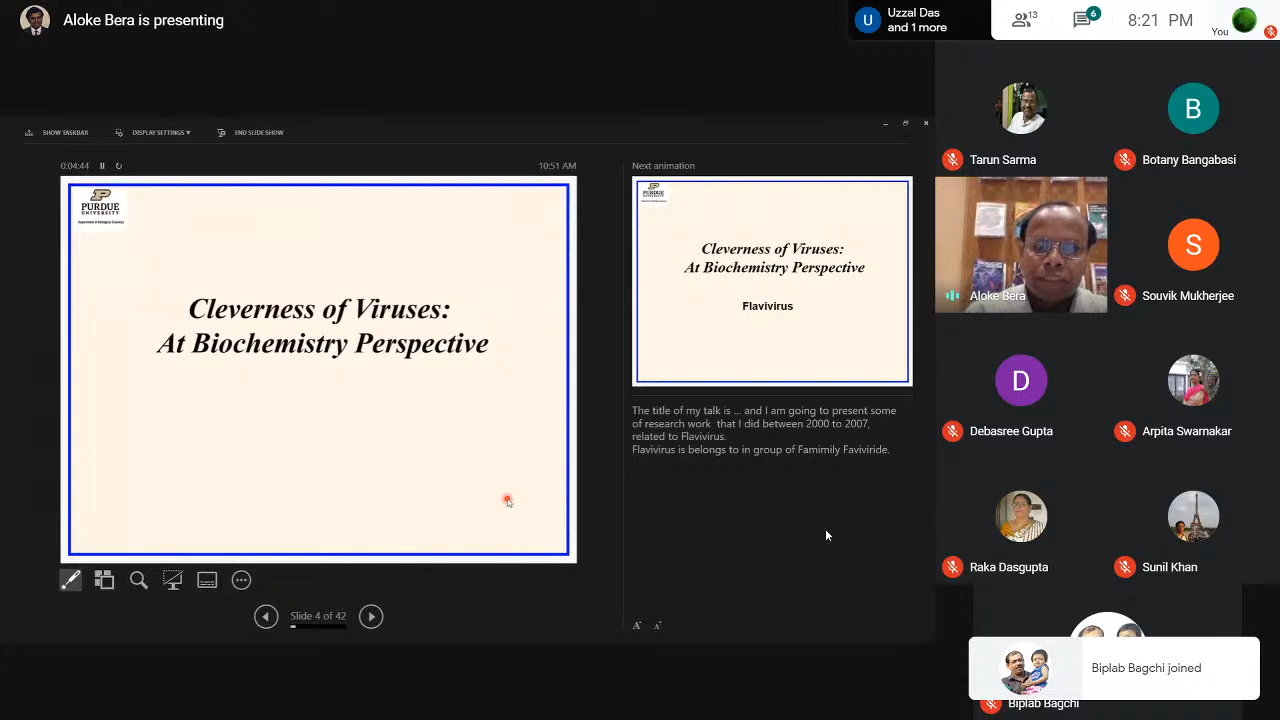 Aloke Bera is presenting
U
Uzzal Das
and 1 more
13
6
8:21 PM
You
SHOW TASKBAR
DISPLAY SETTINGS ▾
END SLIDE SHOW
0:04:44
10:51 AM
PURDUE
UNIVERSITY
Department of Biological Sciences
Cleverness of Viruses:
At Biochemistry Perspective
Slide 4 of 42
Next animation
PURDUE
Cleverness of Viruses:
At Biochemistry Perspective
Flavivirus
The title of my talk is ... and I am going to present some
of research work that I did between 2000 to 2007,
related to Flavivirus.
Flavivirus is belongs to in group of Famimily Faviviride.
A
A
Tarun Sarma
B
Botany Bangabasi
Aloke Bera
S
Souvik Mukherjee
D
Debasree Gupta
Arpita Swarnakar
Raka Dasgupta
Sunil Khan
Biplab Bagchi joined
Biplab Bagchi